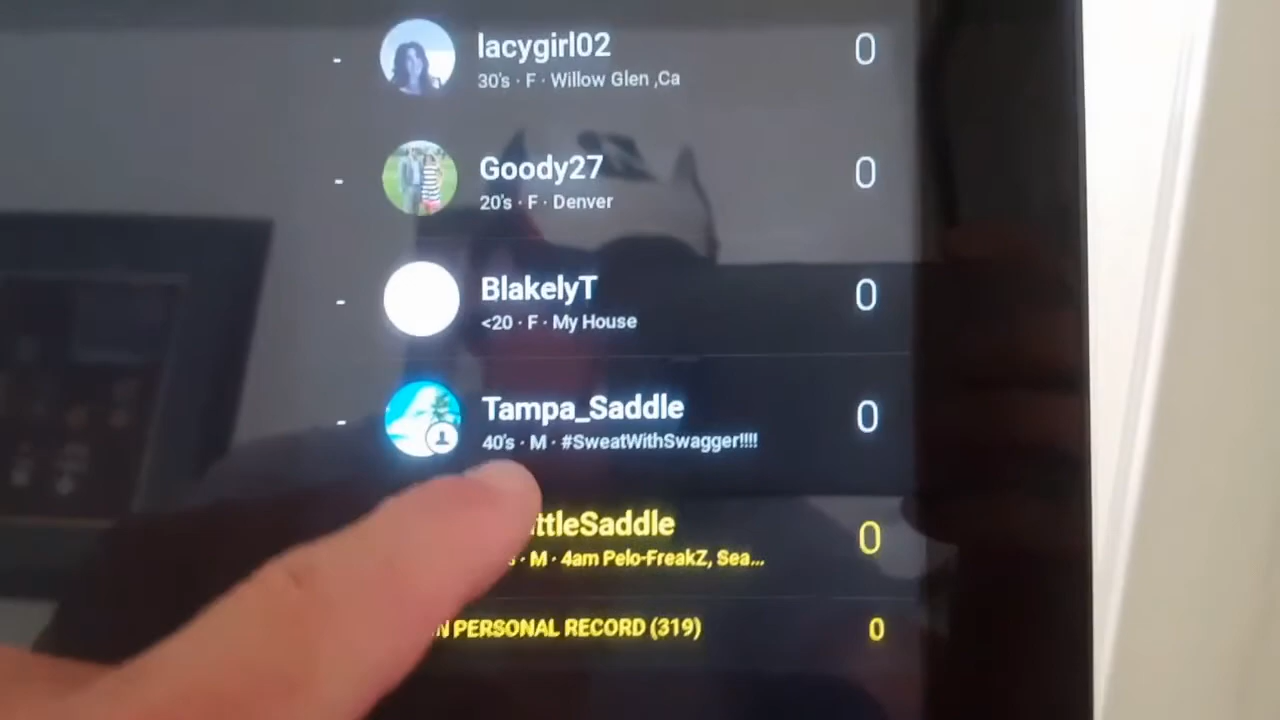 lacygirl02 0
30's · F · Willow Glen ,Ca
Goody27 0
20's · F · Denver
BlakelyT 0
<20 · F · My House
Tampa_Saddle 0
40's · M · #SweatWithSwagger!!!!
ttleSaddle 0
M · 4am Pelo-FreakZ, Sea...
PERSONAL RECORD (319) 0